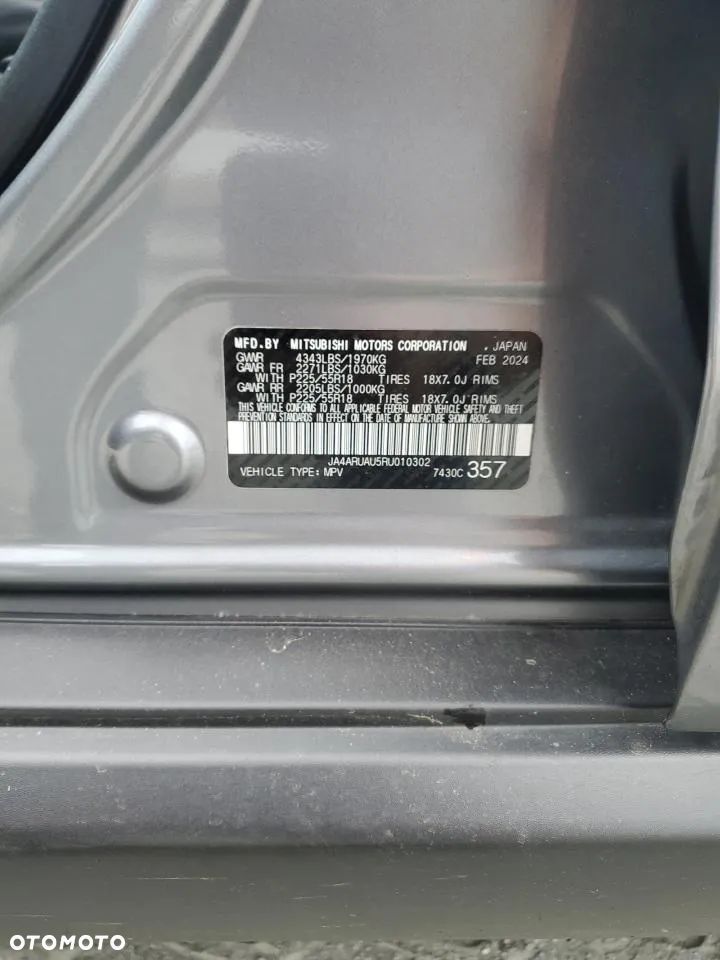 MFD.BY MITSUBISHI MOTORS CORPORATION , JAPAN
GWWR 4343LBS/1970KG FEB 2024
GAWR FR 2271LBS/1030KG
WITH P225/55R18 TIRES 18X7.0J RIMS
GAWR RR 2205LBS/1000KG
WITH P225/55R18 TIRES 18X7.0J RIMS
THIS VEHICLE CONFORMS TO ALL APPLICABLE FEDERAL MOTOR VEHICLE SAFETY AND THEFT
PREVENTION STANDARDS IN EFFECT ON THE DATE OF MANUFACTURE SHOWN ABOVE.
JA4ARUAU5RU010302
VEHICLE TYPE: MPV 7430C 357
OTOMOTO